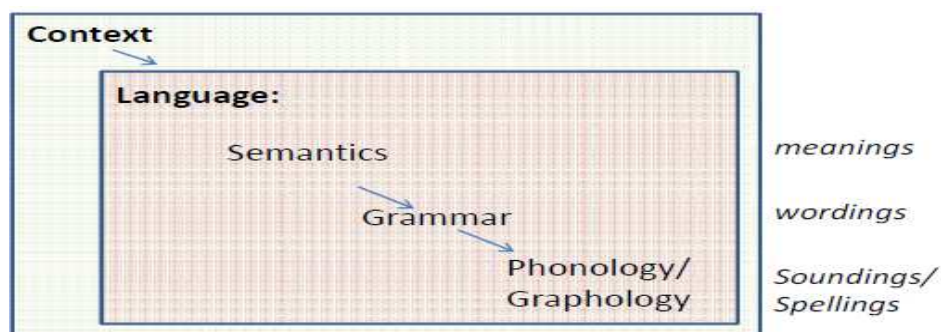 Context
Language:
Semantics
meanings
Grammar
wordings
Phonology/
Graphology
Soundings/
Spellings